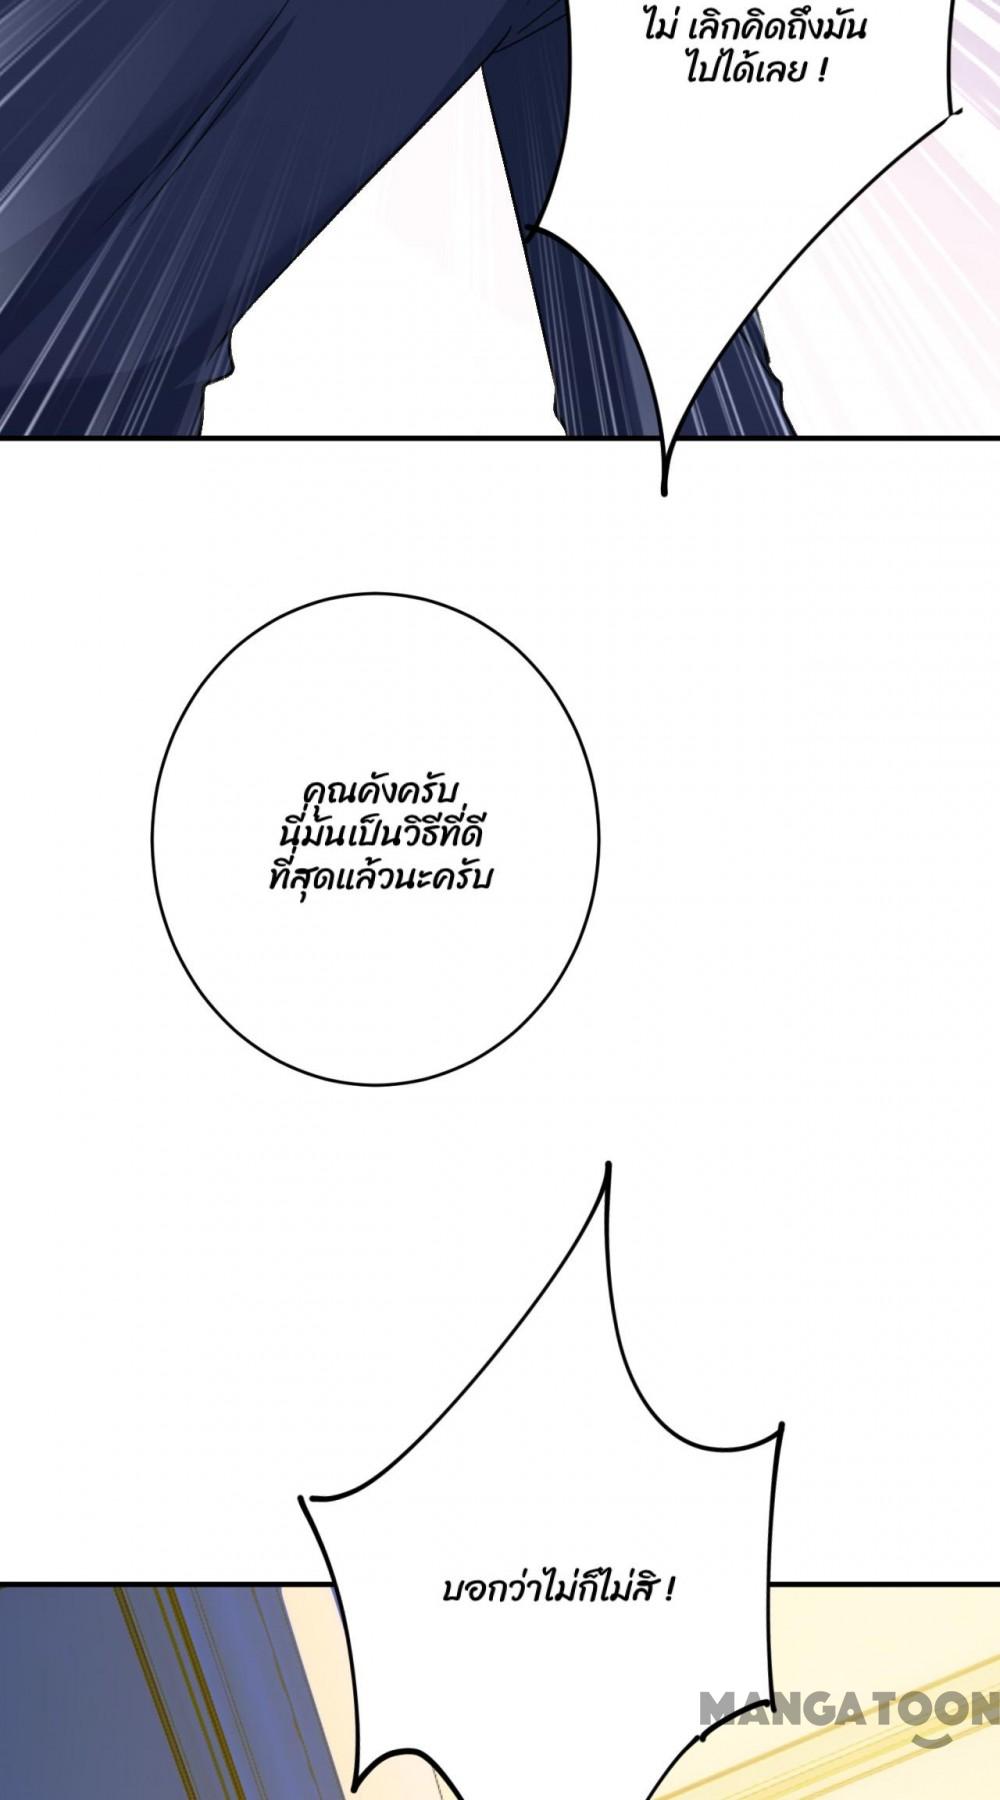 ไม่ เลิกคิดถึงมัน
ไปได้เลย !
คุณคังครับ
นี่มันเป็นวิธีที่ดี
ที่สุดแล้วนะครับ
บอกว่าไม่ก็ไม่สิ !
MANGATOON